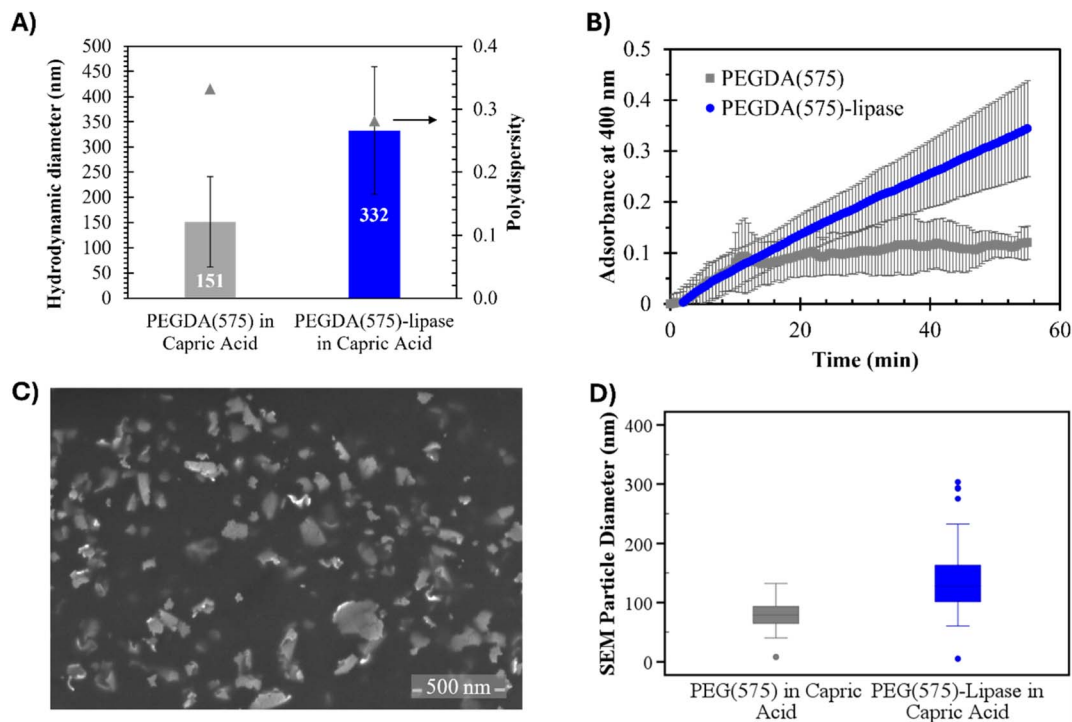 A)
500
450
400
350
300
250
200
150
100
50
0
Hydrodynamic diameter (nm)
151
332
0.4
0.3
0.2
0.1
0.0
Polydispersity
PEGDA(575) in
Capric Acid
PEGDA(575)-lipase
in Capric Acid
B)
0.5
0.4
0.3
0.2
0.1
0
Adsorbance at 400 nm
PEGDA(575)
PEGDA(575)-lipase
0
20
40
60
Time (min)
C)
500 nm
D)
400
300
200
100
0
SEM Particle Diameter (nm)
PEG(575) in Capric
Acid
PEG(575)-Lipase in
Capric Acid